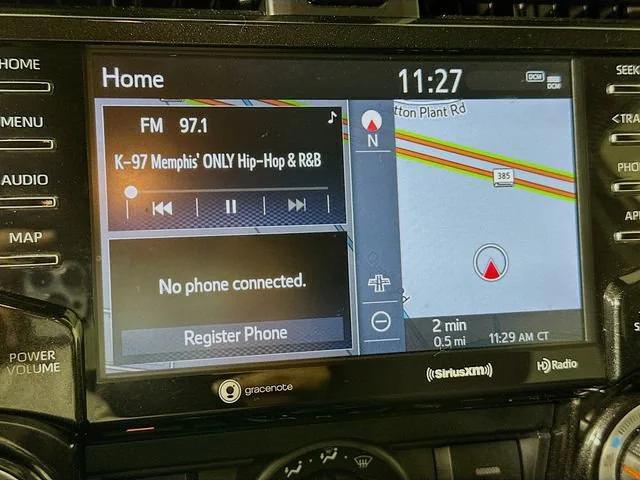 HOME
MENU
AUDIO
MAP
POWER
VOLUME
Home
11:27
DCM
DCM
FM 97.1
K-97 Memphis' ONLY Hip-Hop & R&B
No phone connected.
Register Phone
N
tton Plant Rd
385
2 min
0.5 mi
11:29 AM CT
gracenote
SiriusXM
HD Radio
SEEK
<TRA
PHO
AP